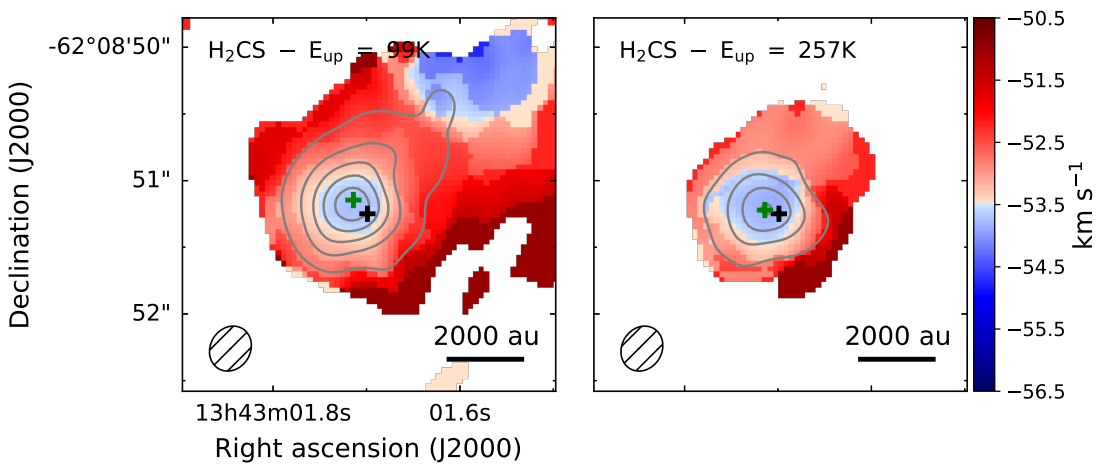 H₂CS − E_up = 99K
H₂CS − E_up = 257K
-62°08'50"
51"
52"
Declination (J2000)
2000 au
2000 au
13h43m01.8s
01.6s
Right ascension (J2000)
−50.5
−51.5
−52.5
−53.5
−54.5
−55.5
−56.5
km s⁻¹